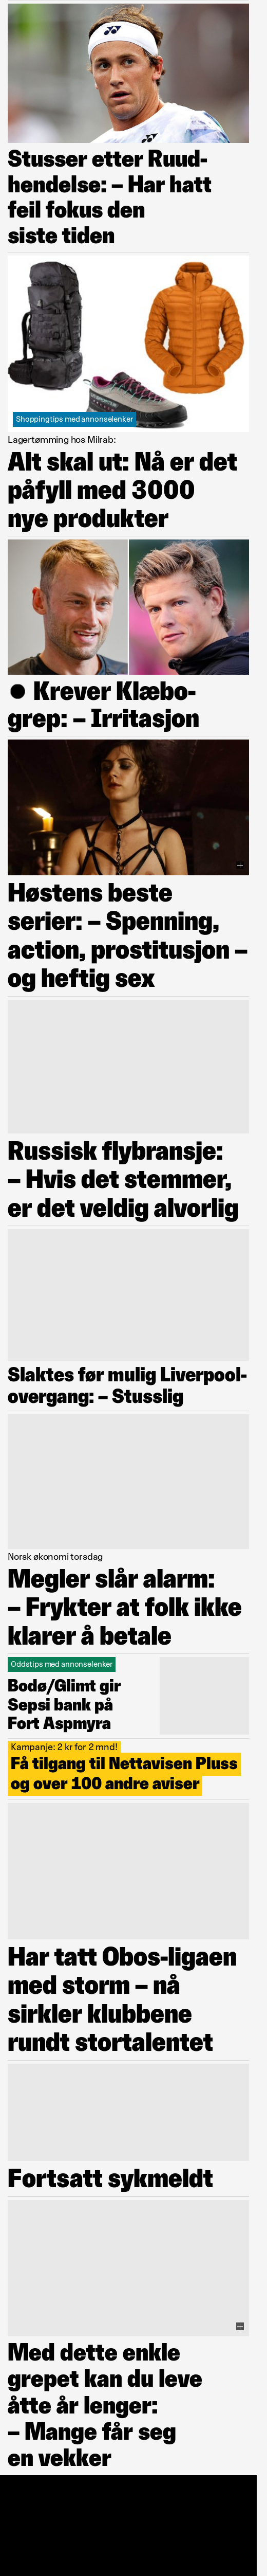 Stusser etter Ruud-
hendelse: – Har hatt
feil fokus den
siste tiden
Shoppingtips med annonselenker
Lagertømming hos Milrab:
Alt skal ut: Nå er det
påfyll med 3000
nye produkter
Krever Klæbo-
grep: – Irritasjon
Høstens beste
serier: – Spenning,
action, prostitusjon –
og heftig sex
Russisk flybransje:
– Hvis det stemmer,
er det veldig alvorlig
Slaktes før mulig Liverpool-
overgang: – Stusslig
Norsk økonomi torsdag
Megler slår alarm:
– Frykter at folk ikke
klarer å betale
Oddstips med annonselenker
Bodø/Glimt gir
Sepsi bank på
Fort Aspmyra
Kampanje: 2 kr for 2 mnd!
Få tilgang til Nettavisen Pluss
og over 100 andre aviser
Har tatt Obos-ligaen
med storm – nå
sirkler klubbene
rundt stortalentet
Fortsatt sykmeldt
Med dette enkle
grepet kan du leve
åtte år lenger:
– Mange får seg
en vekker